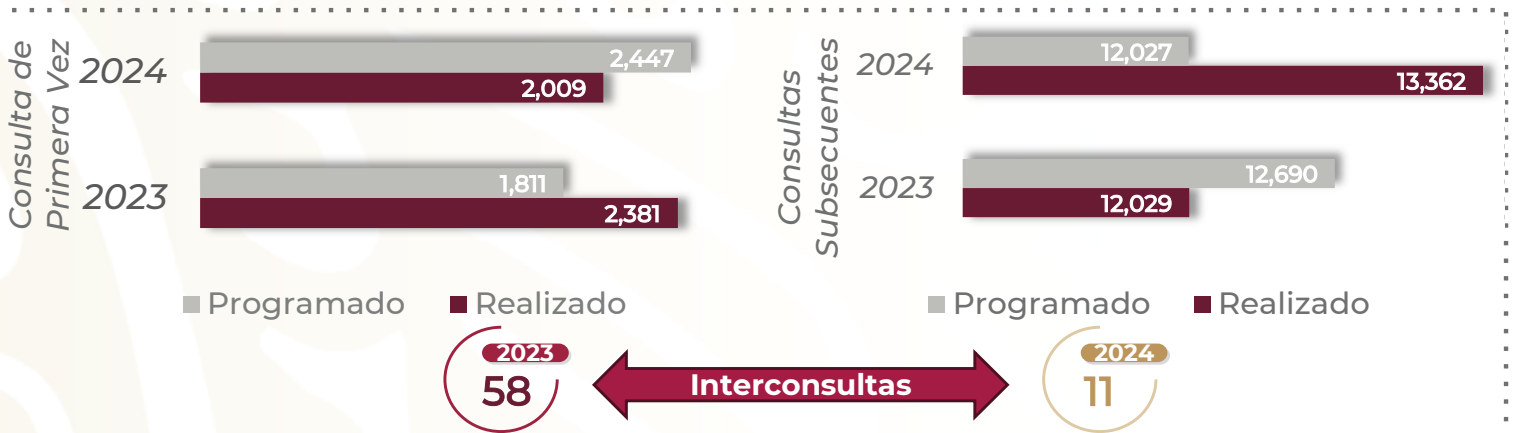 Consulta de
Primera Vez
2024
2,447
2,009
2023
1,811
2,381
Programado
Realizado
Consultas
Subsecuentes
2024
12,027
13,362
2023
12,690
12,029
Programado
Realizado
2023
58
Interconsultas
2024
11